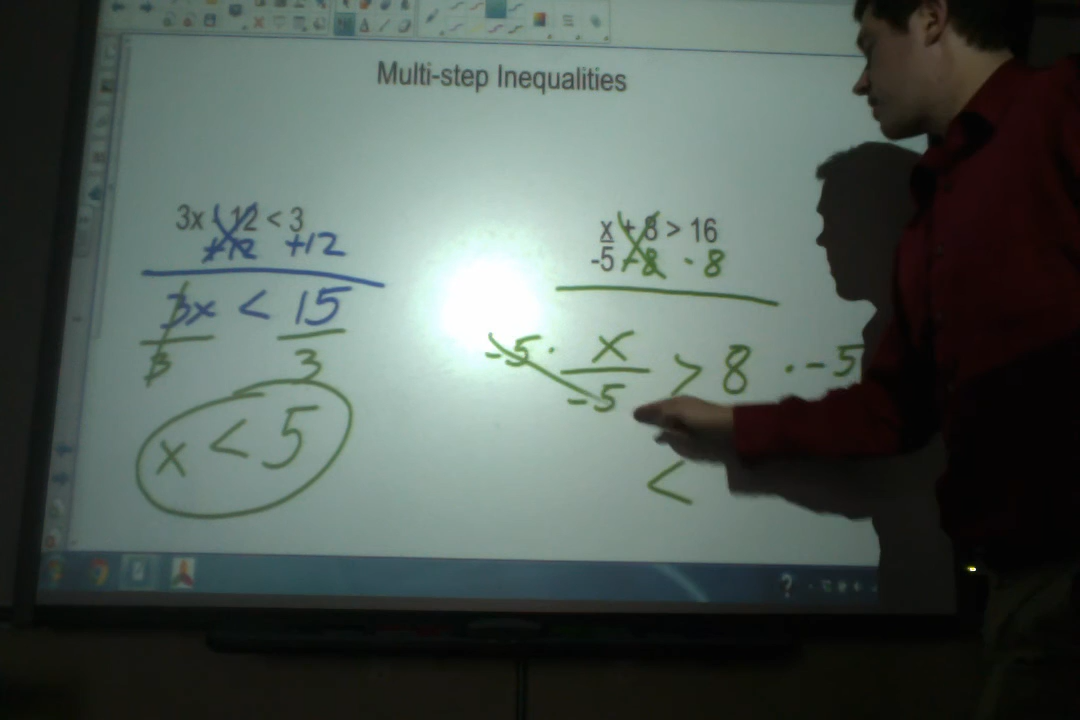 Multi-step Inequalities
3x - 12 < 3
+12 +12
3x < 15
3 3
x < 5
x + 8 > 16
-5 -8 -8
-5 · x > 8 · -5
-5
<
?